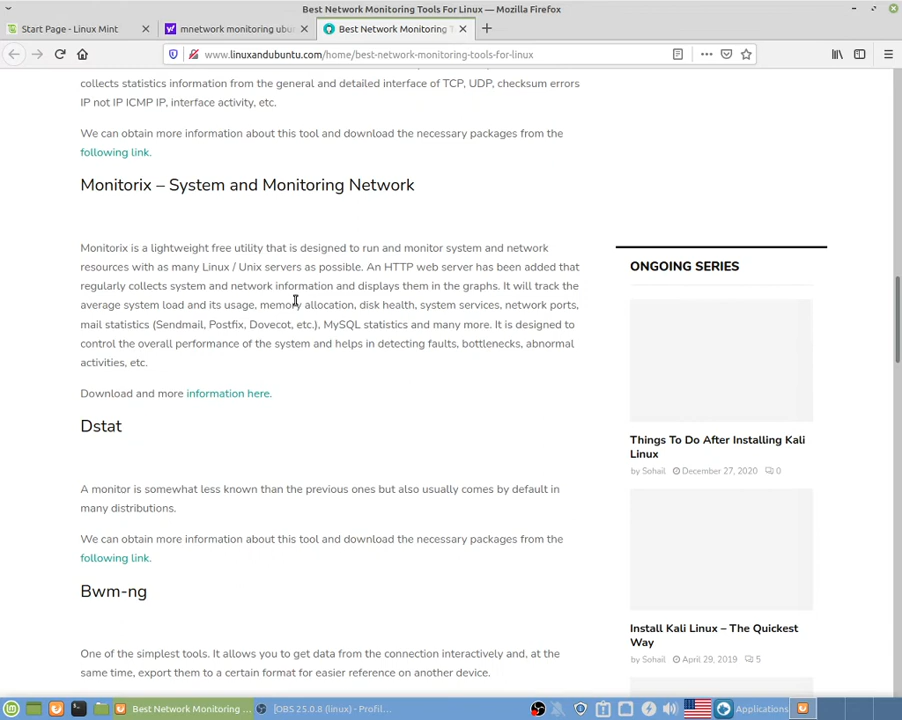 Best Network Monitoring Tools For Linux — Mozilla Firefox
Start Page - Linux Mint
mnetwork monitoring ubu
Best Network Monitoring T
www.linuxandubuntu.com/home/best-network-monitoring-tools-for-linux
collects statistics information from the general and detailed interface of TCP, UDP, checksum errors
IP not IP ICMP IP, interface activity, etc.
We can obtain more information about this tool and download the necessary packages from the
following link.
Monitorix – System and Monitoring Network
Monitorix is a lightweight free utility that is designed to run and monitor system and network
resources with as many Linux / Unix servers as possible. An HTTP web server has been added that
regularly collects system and network information and displays them in the graphs. It will track the
average system load and its usage, memory allocation, disk health, system services, network ports,
mail statistics (Sendmail, Postfix, Dovecot, etc.), MySQL statistics and many more. It is designed to
control the overall performance of the system and helps in detecting faults, bottlenecks, abnormal
activities, etc.
Download and more information here.
Dstat
A monitor is somewhat less known than the previous ones but also usually comes by default in
many distributions.
We can obtain more information about this tool and download the necessary packages from the
following link.
Bwm-ng
One of the simplest tools. It allows you to get data from the connection interactively and, at the
same time, export them to a certain format for easier reference on another device.
ONGOING SERIES
Things To Do After Installing Kali
Linux
by Sohail December 27, 2020 0
Install Kali Linux – The Quickest
Way
by Sohail April 29, 2019 5
Best Network Monitoring ...
[OBS 25.0.8 (linux) - Profil...
Applications